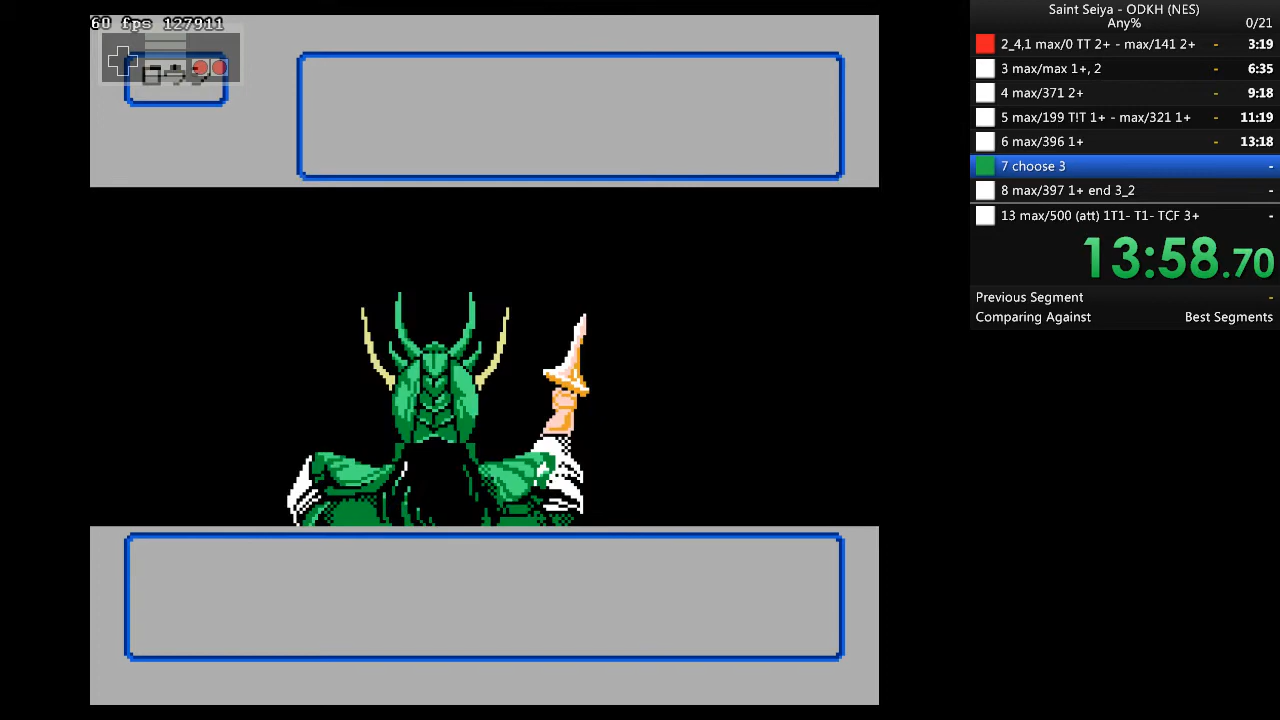 60 fps 127911
Saint Seiya - ODKH (NES)
Any%
0/21
2_4,1 max/0 TT 2+ - max/141 2+ - 3:19
3 max/max 1+, 2 - 6:35
4 max/371 2+ - 9:18
5 max/199 T!T 1+ - max/321 1+ - 11:19
6 max/396 1+ - 13:18
7 choose 3 -
8 max/397 1+ end 3_2 -
13 max/500 (att) 1T1- T1- TCF 3+ -
13:58.70
Previous Segment -
Comparing Against Best Segments